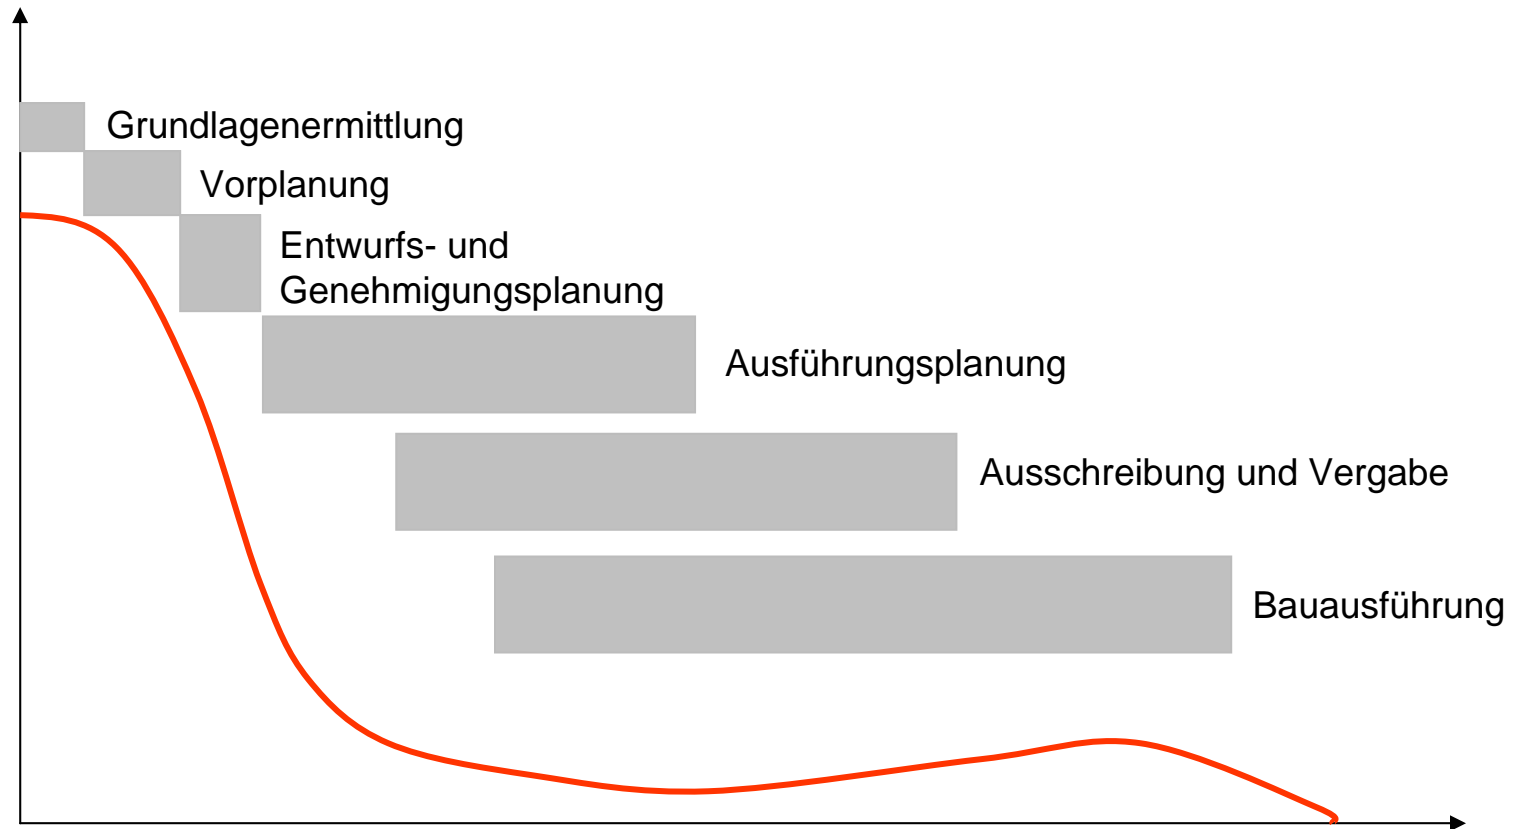 Grundlagenermittlung
Vorplanung
Entwurfs- und
Genehmigungsplanung
Ausführungsplanung
Ausschreibung und Vergabe
Bauausführung